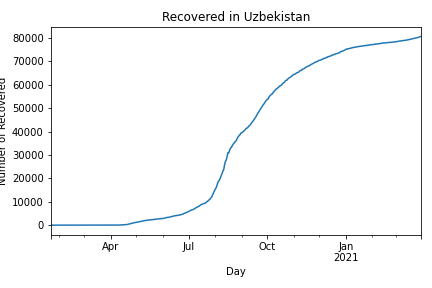 Recovered in Uzbekistan
80000
70000
60000
50000
40000
30000
20000
10000
0
Number of Recovered
Apr
Jul
Oct
Jan
2021
Day